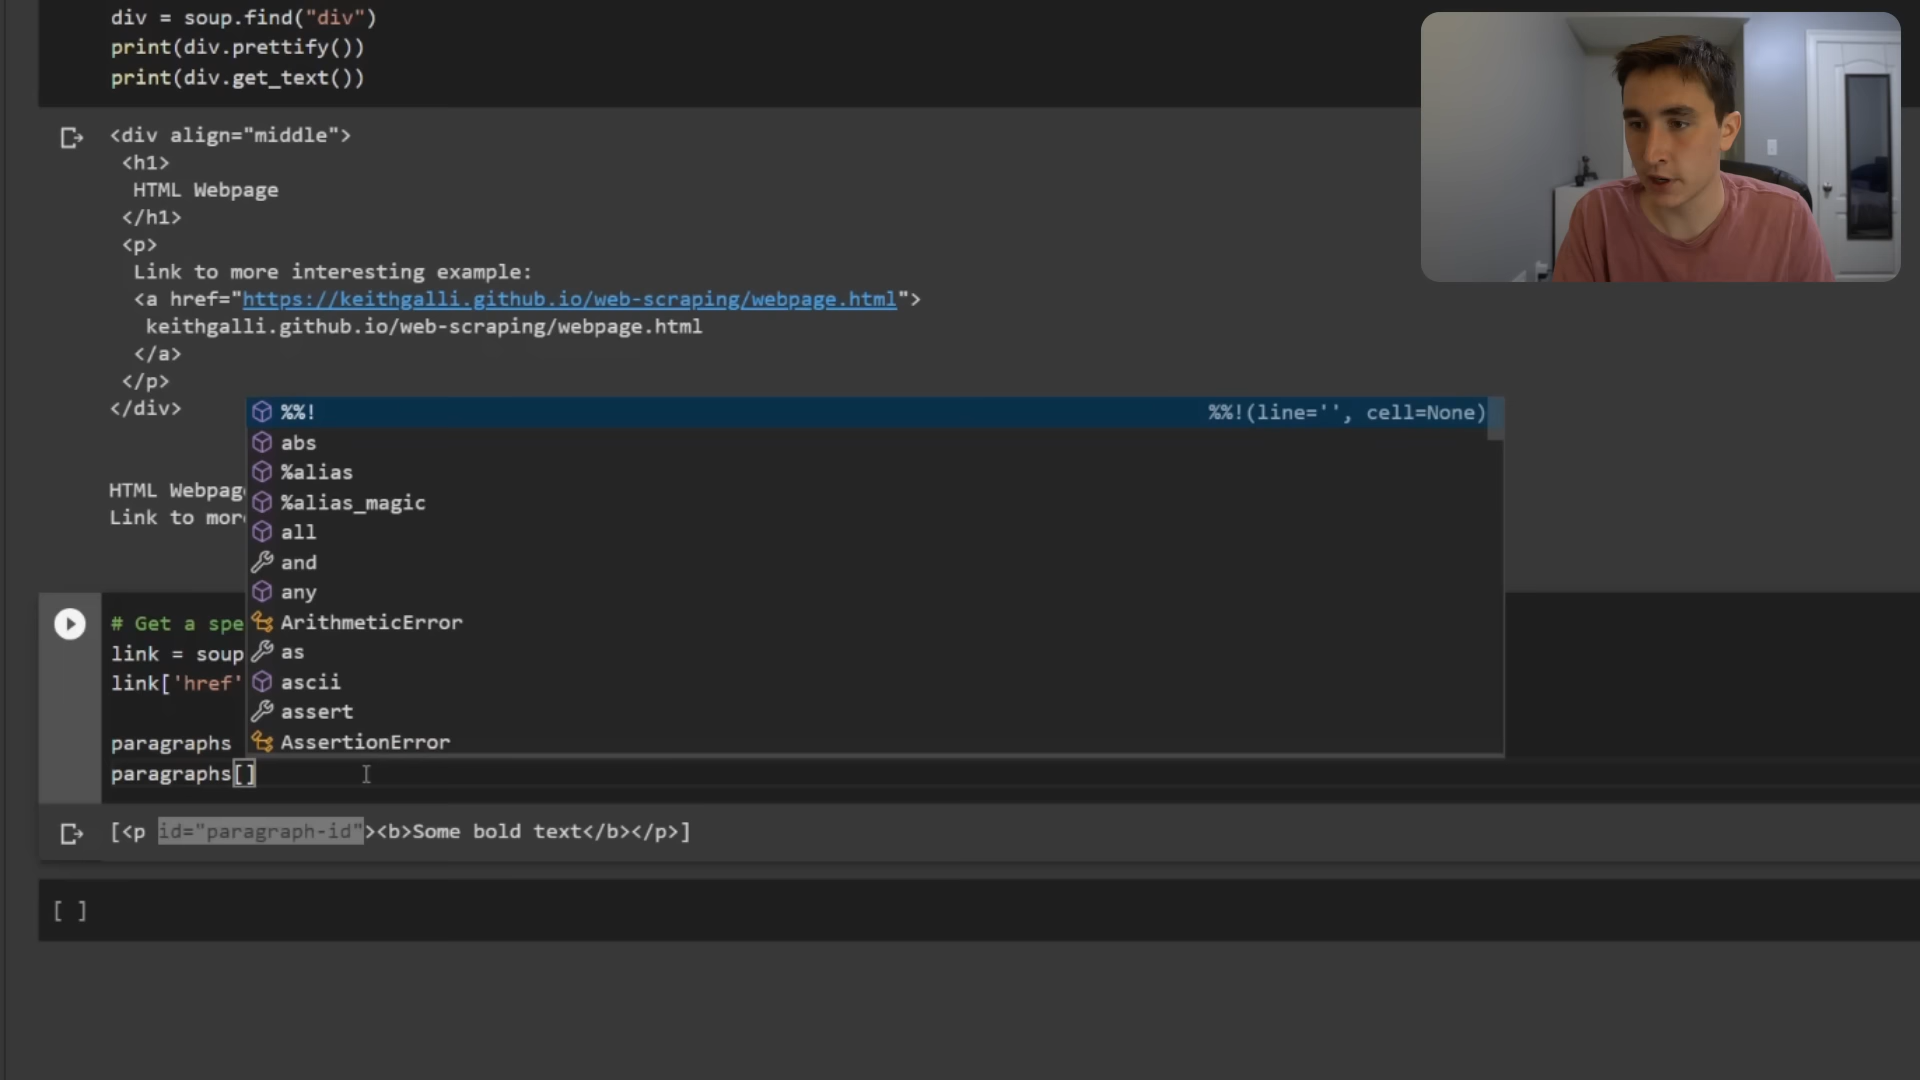 div = soup.find("div")
print(div.prettify())
print(div.get_text())
<div align="middle">
<h1>
HTML Webpage
</h1>
<p>
Link to more interesting example:
<a href="https://keithgalli.github.io/web-scraping/webpage.html">
keithgalli.github.io/web-scraping/webpage.html
</a>
</p>
</div>
%%! %%!(line='', cell=None)
abs
%alias
%alias_magic
all
and
any
ArithmeticError
as
ascii
assert
AssertionError
HTML Webpag
Link to mor
# Get a spe
link = soup
link['href'
paragraphs
paragraphs[]
[<p id="paragraph-id"><b>Some bold text</b></p>]
[ ]